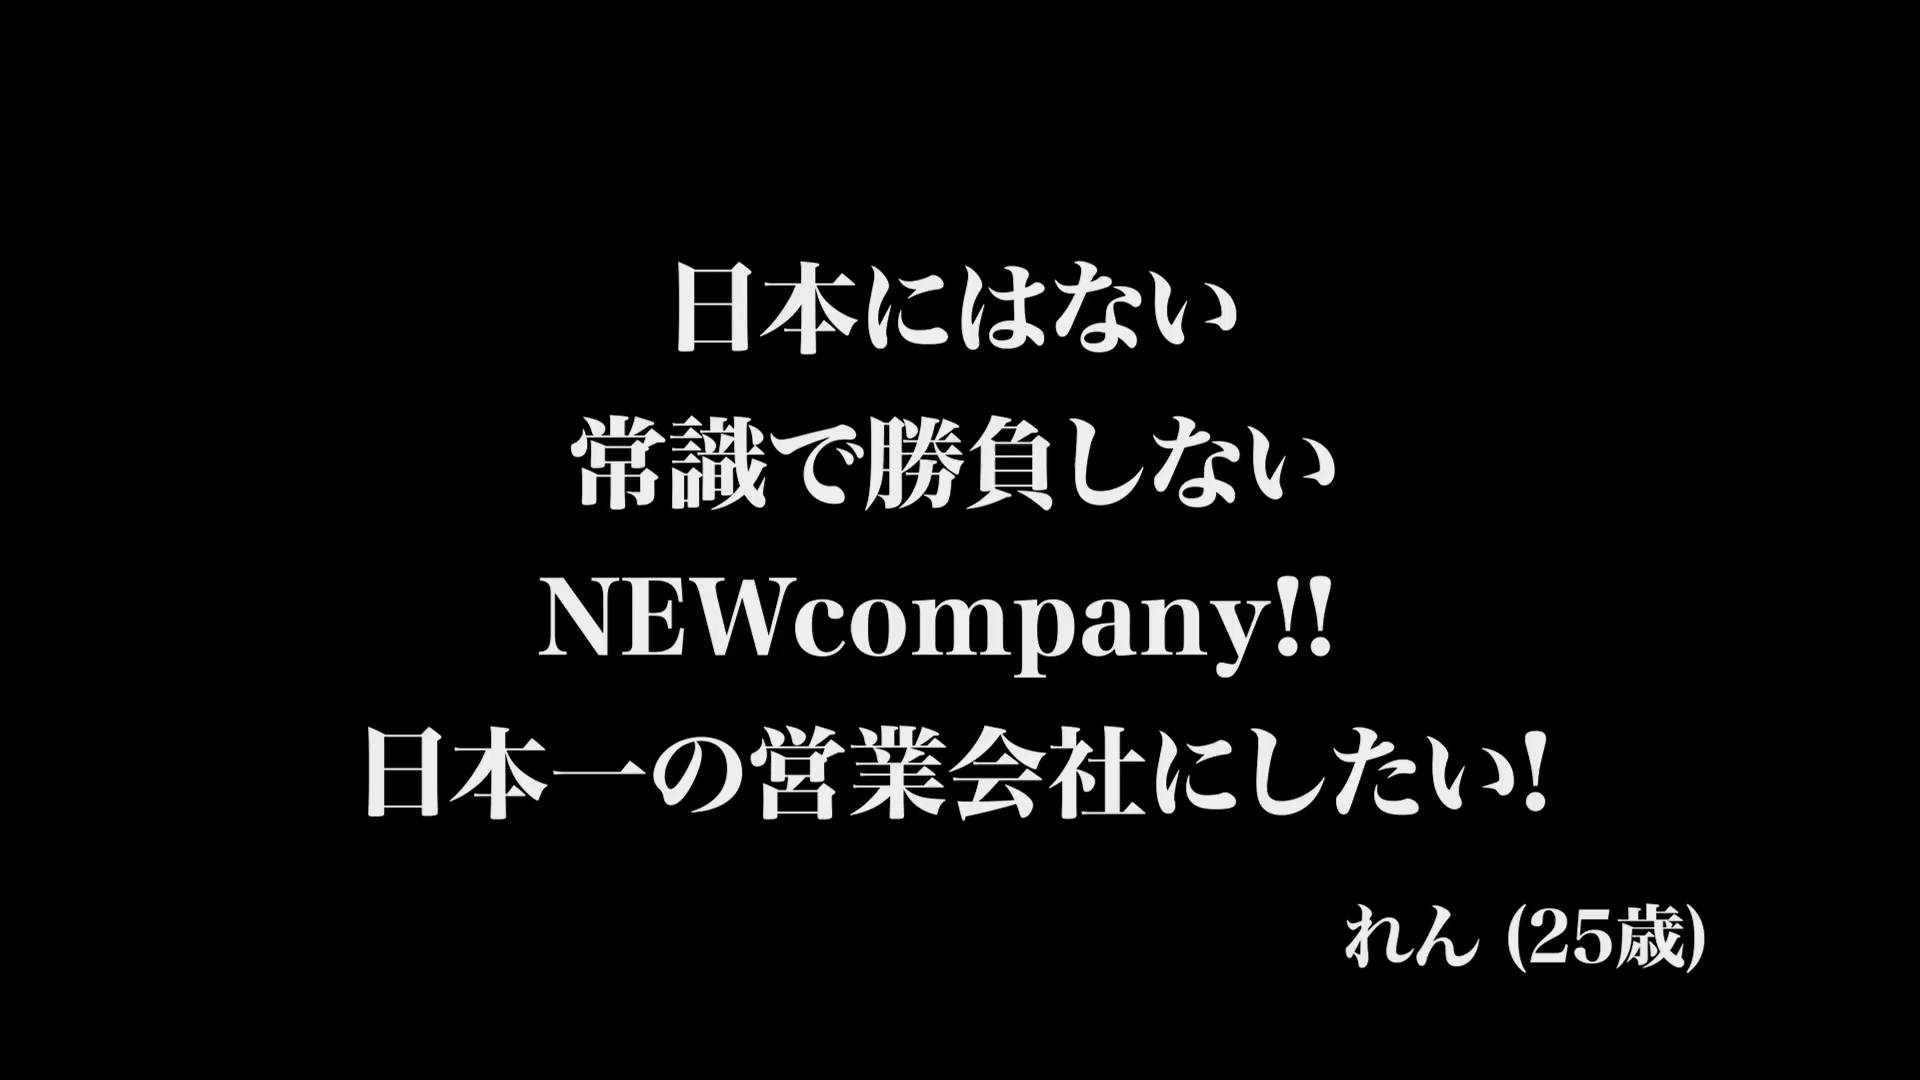 日本にはない
常識で勝負しない
NEWcompany!!
日本一の営業会社にしたい!
れん (25歳)